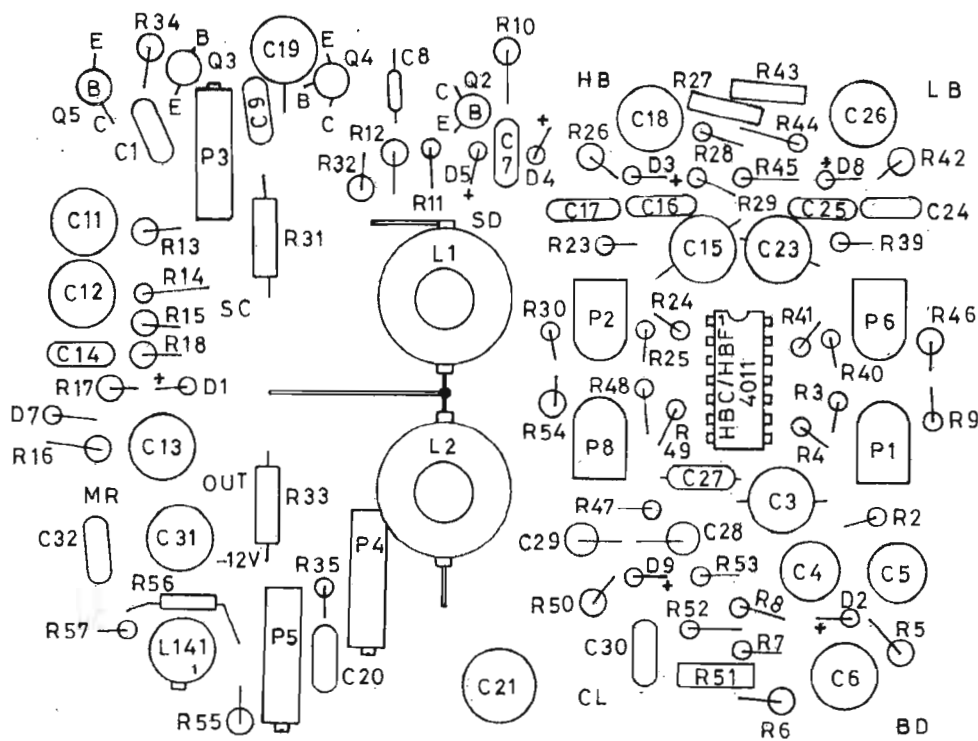 R34
E
B
Q3
C19
E
Q4
C8
R10
Q2
C
E
B
HB
R27
R43
LB
B
Q5
C
E
C1
P3
C9
B
C
R12
R32
R11
D5
+
C7
+
D4
R26
C18
R28
R44
C26
D3
+
R45
+
D8
R42
R29
C11
R13
R31
SD
C17
C16
C25
C24
R23
C15
C23
R39
L1
C12
R14
SC
R15
R18
C14
R17
+
D1
R30
P2
R24
R25
1
HBC/HBF
4011
R41
P6
R46
R40
D7
R16
C13
R54
R48
R
49
P8
R3
R4
P1
R9
L2
MR
OUT
R33
C27
C3
R47
R2
C32
C31
-12V
P4
C29
C28
R35
D9
+
R53
C4
C5
R56
R50
R8
D2
+
R57
L141
1
P5
R52
R7
R5
C30
C20
R51
C6
C21
CL
R55
R6
BD